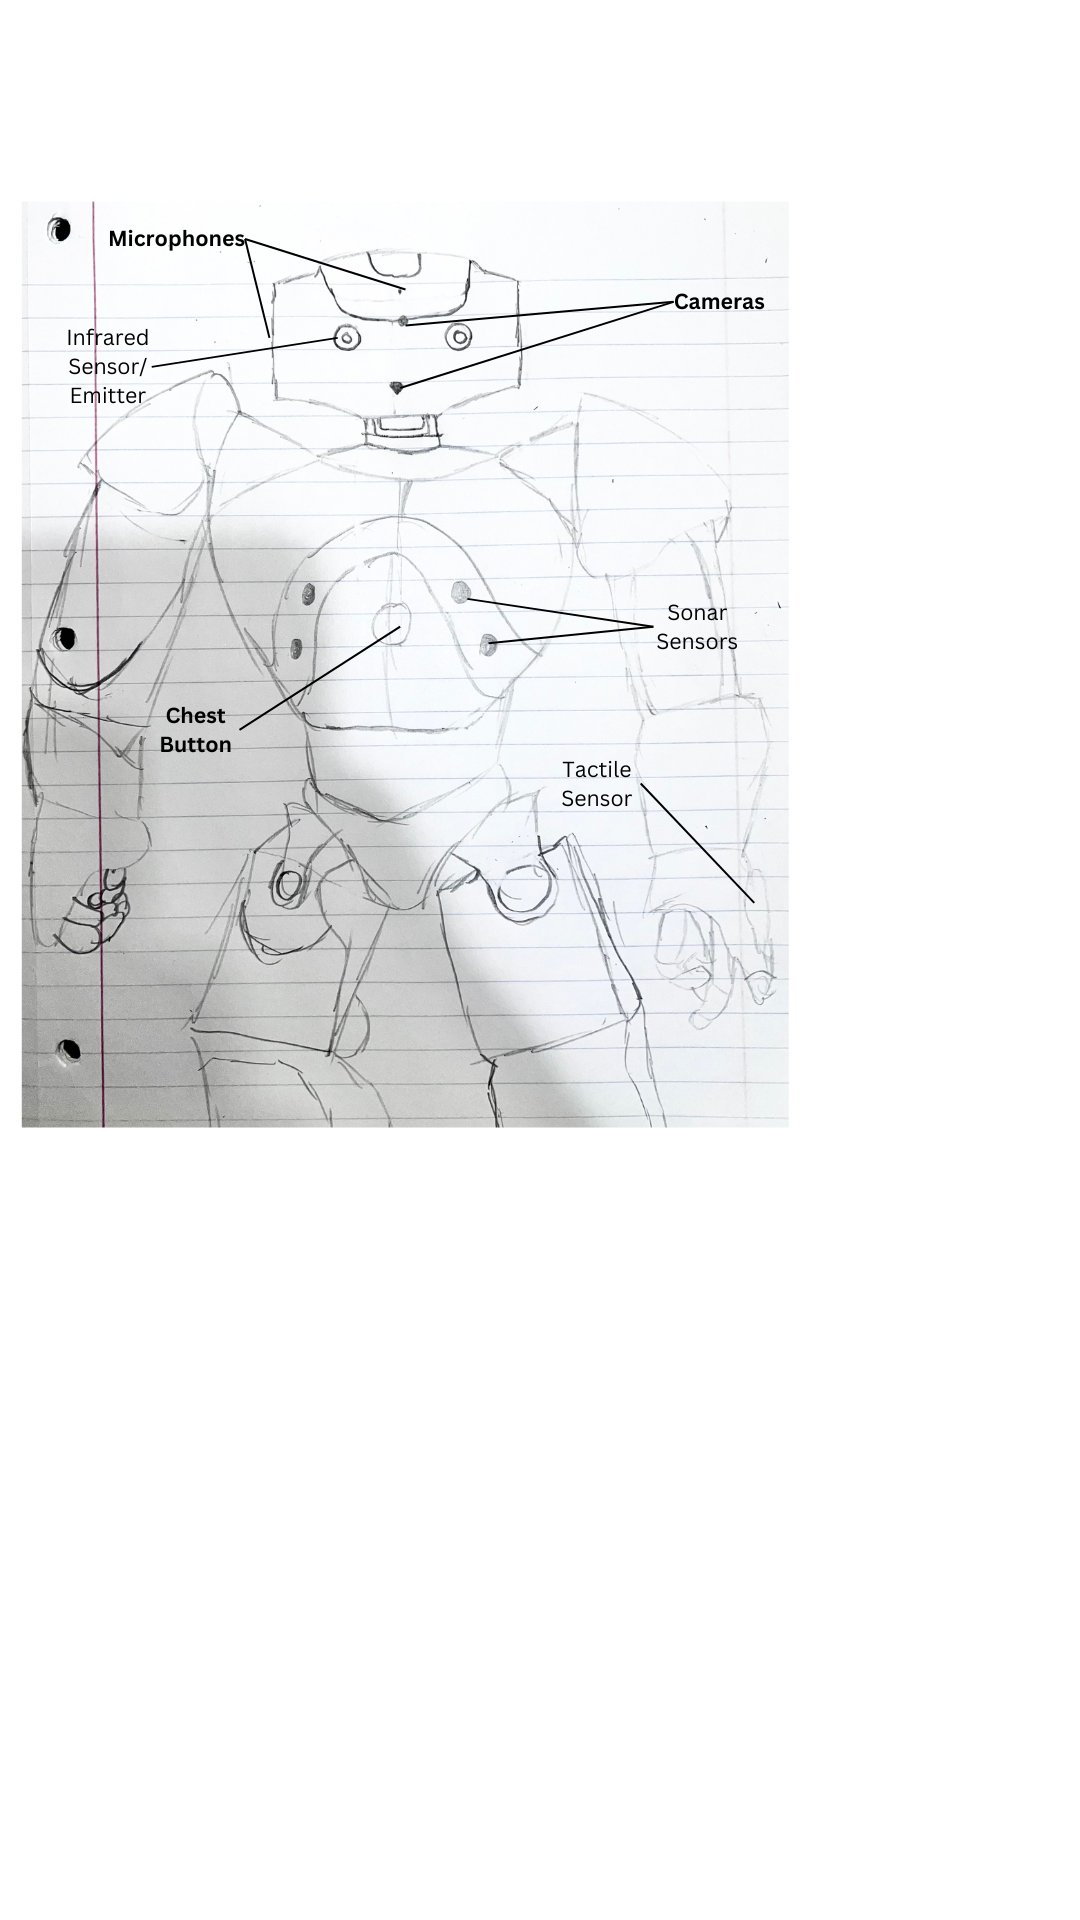 Microphones
Cameras
Infrared
Sensor/
Emitter
Sonar
Sensors
Chest
Button
Tactile
Sensor